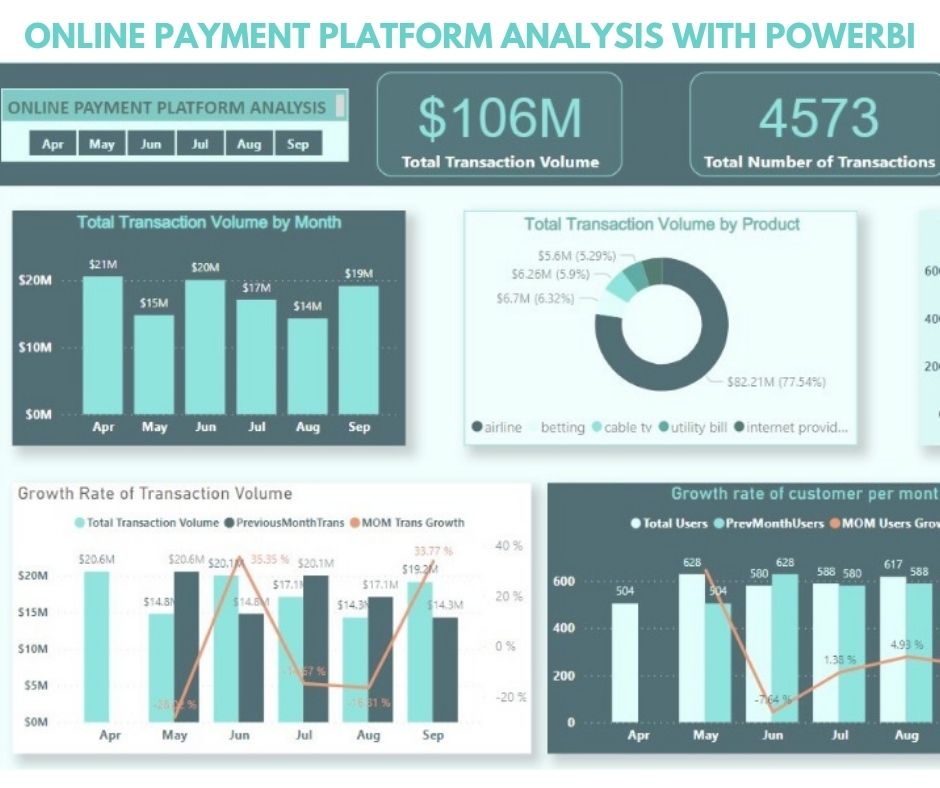 ONLINE PAYMENT PLATFORM ANALYSIS WITH POWERBI
ONLINE PAYMENT PLATFORM ANALYSIS
Apr May Jun Jul Aug Sep
$106M
Total Transaction Volume
4573
Total Number of Transactions
Total Transaction Volume by Month
$20M
$10M
$0M
$21M
$15M
$20M
$17M
$14M
$19M
Apr May Jun Jul Aug Sep
Total Transaction Volume by Product
$5.6M (5.29%)
$6.26M (5.9%)
$6.7M (6.32%)
$82.21M (77.54%)
airline betting cable tv utility bill internet provid...
Growth Rate of Transaction Volume
Total Transaction Volume PreviousMonthTrans MOM Trans Growth
$20M
$15M
$10M
$5M
$0M
$20.6M
$14.8M
$20.6M
$20.1M
$14.8M
$17.1M
$20.1M
$14.3M
$17.1M
$19.2M
$14.3M
35.35 %
33.77 %
40 %
20 %
0 %
-20 %
Apr May Jun Jul Aug Sep
Growth rate of customer per mont
Total Users PrevMonthUsers MOM Users Grow
600
400
200
0
504
628
504
580
628
588
580
617
588
-7.64 %
1.38 %
4.93 %
Apr May Jun Jul Aug